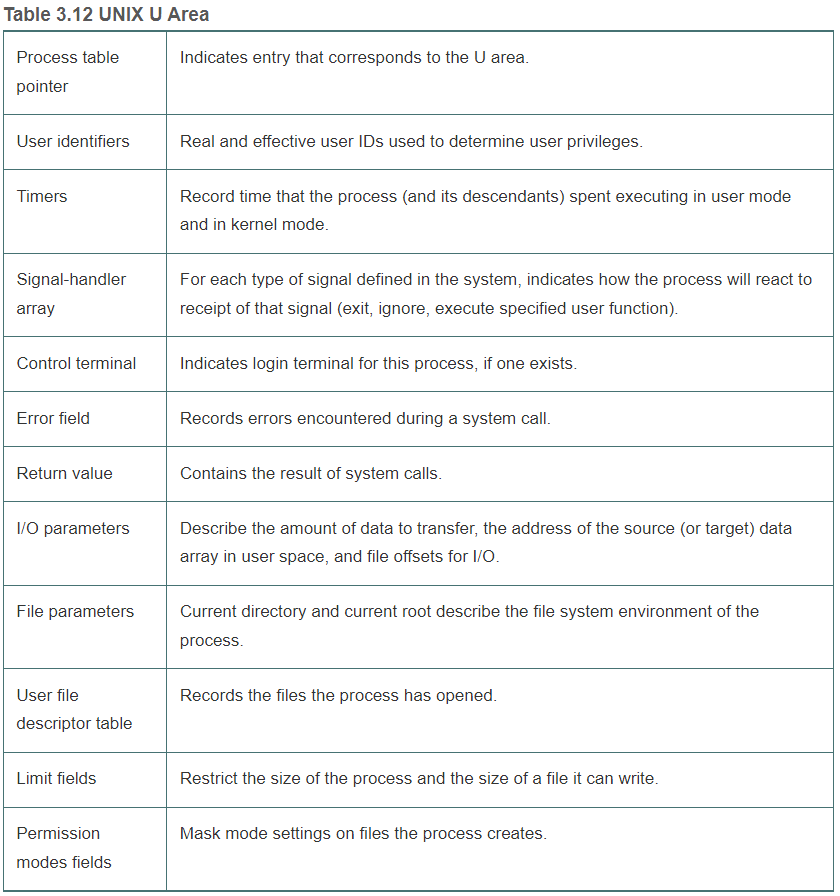 Table 3.12 UNIX U Area
Process table
pointer
Indicates entry that corresponds to the U area.
User identifiers
Real and effective user IDs used to determine user privileges.
Timers
Record time that the process (and its descendants) spent executing in user mode
and in kernel mode.
Signal-handler
array
For each type of signal defined in the system, indicates how the process will react to
receipt of that signal (exit, ignore, execute specified user function).
Control terminal
Indicates login terminal for this process, if one exists.
Error field
Records errors encountered during a system call.
Return value
Contains the result of system calls.
I/O parameters
Describe the amount of data to transfer, the address of the source (or target) data
array in user space, and file offsets for I/O.
File parameters
Current directory and current root describe the file system environment of the
process.
User file
descriptor table
Records the files the process has opened.
Limit fields
Restrict the size of the process and the size of a file it can write.
Permission
modes fields
Mask mode settings on files the process creates.